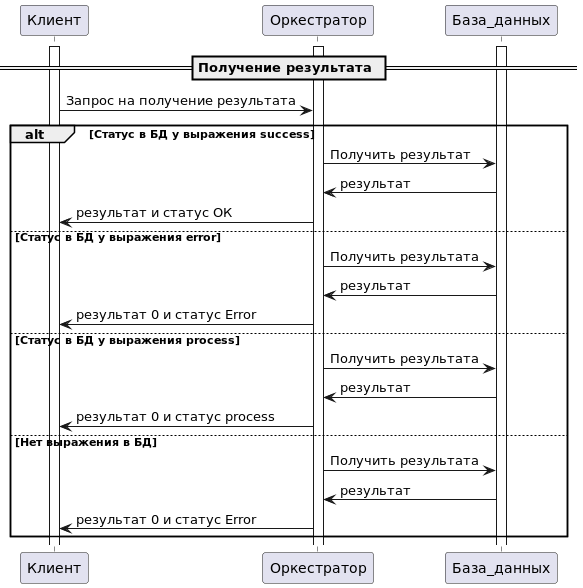 Клиент
Оркестратор
База_данных
Получение результата
Запрос на получение результата
alt
[Статус в БД у выражения success]
Получить результат
результат
результат и статус ОК
[Статус в БД у выражения error]
Получить результата
результат
результат 0 и статус Error
[Статус в БД у выражения process]
Получить результата
результат
результат 0 и статус process
[Нет выражения в БД]
Получить результата
результат
результат 0 и статус Error
Клиент
Оркестратор
База_данных